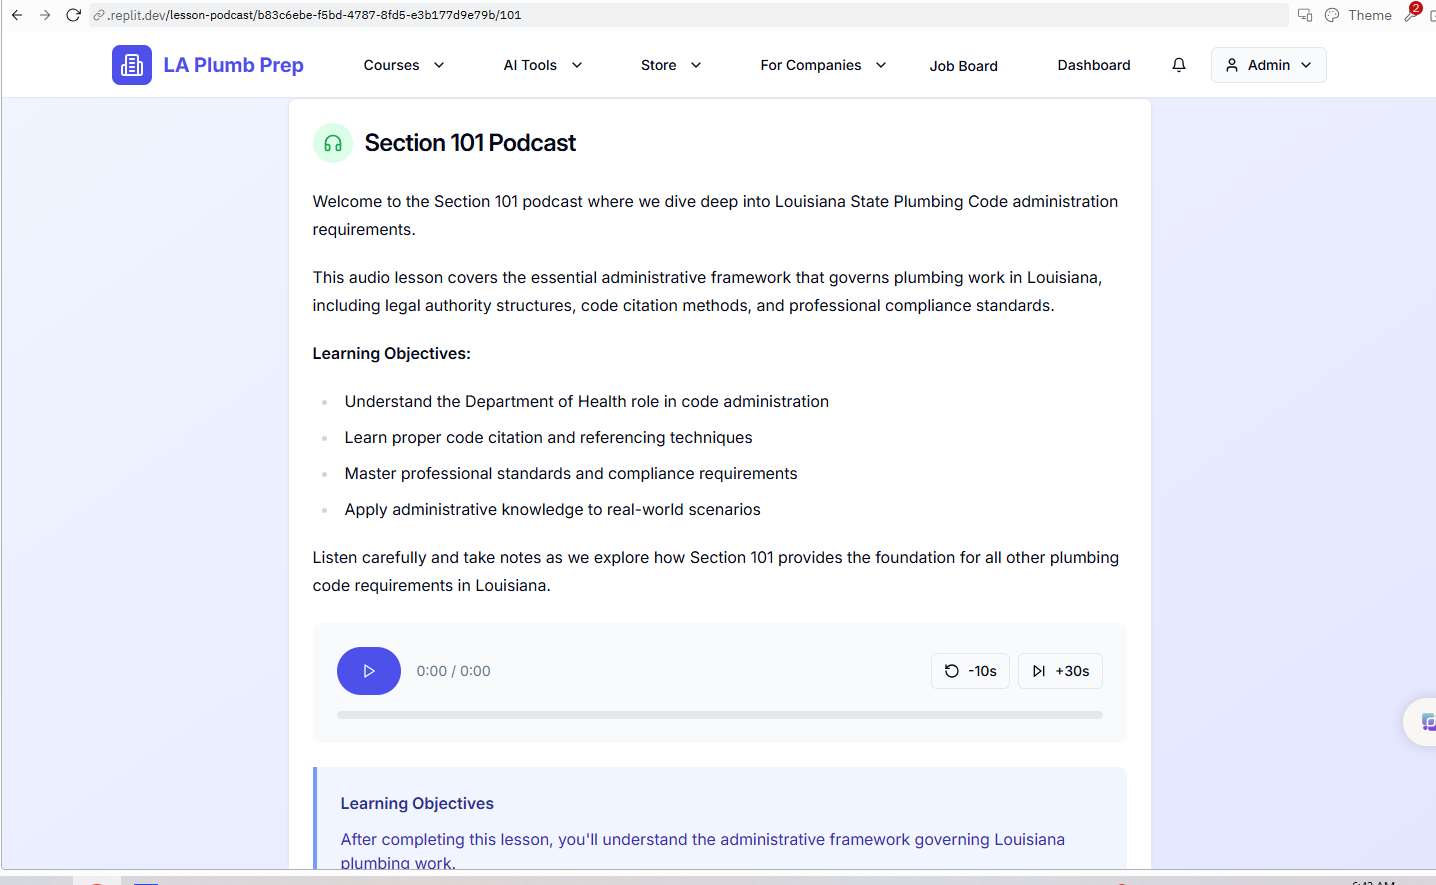 .replit.dev/lesson-podcast/b83c6ebe-f5bd-4787-8fd5-e3b177d9e79b/101
Theme
2
LA Plumb Prep
Courses
AI Tools
Store
For Companies
Job Board
Dashboard
Admin
Section 101 Podcast
Welcome to the Section 101 podcast where we dive deep into Louisiana State Plumbing Code administration
requirements.
This audio lesson covers the essential administrative framework that governs plumbing work in Louisiana,
including legal authority structures, code citation methods, and professional compliance standards.
Learning Objectives:
Understand the Department of Health role in code administration
Learn proper code citation and referencing techniques
Master professional standards and compliance requirements
Apply administrative knowledge to real-world scenarios
Listen carefully and take notes as we explore how Section 101 provides the foundation for all other plumbing
code requirements in Louisiana.
0:00 / 0:00
-10s
+30s
Learning Objectives
After completing this lesson, you'll understand the administrative framework governing Louisiana
plumbing work.